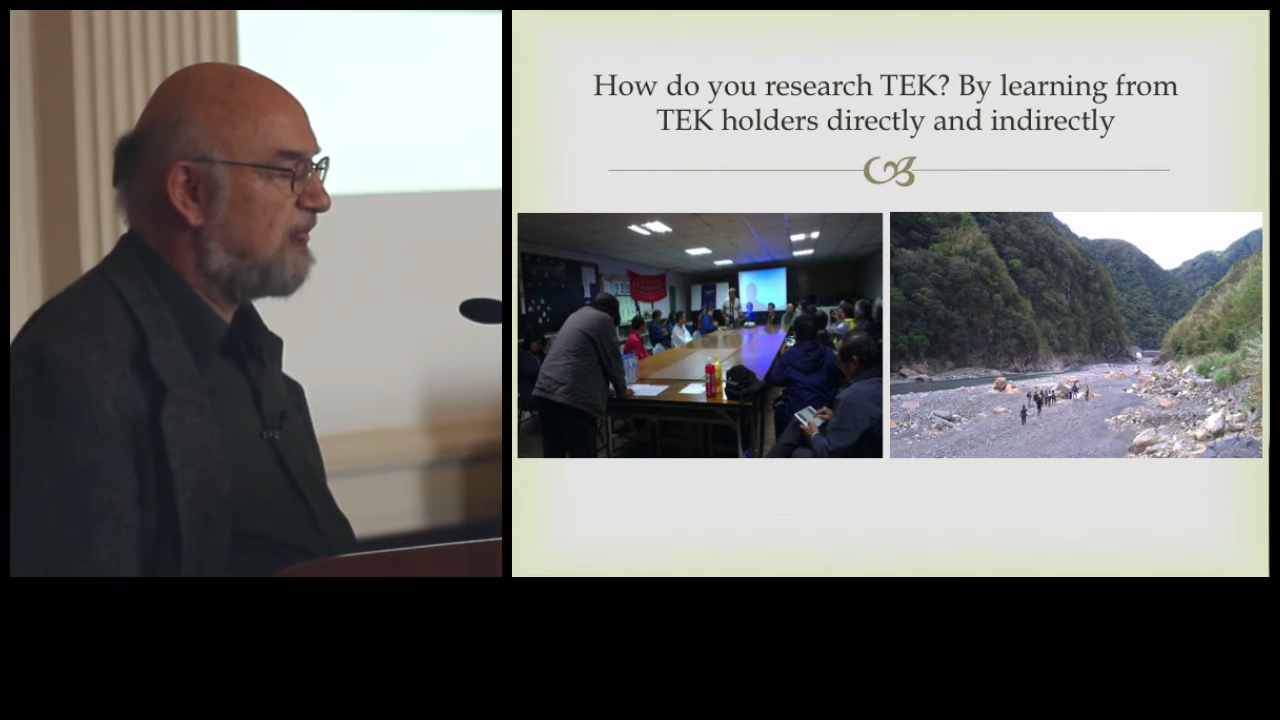 How do you research TEK? By learning from
TEK holders directly and indirectly